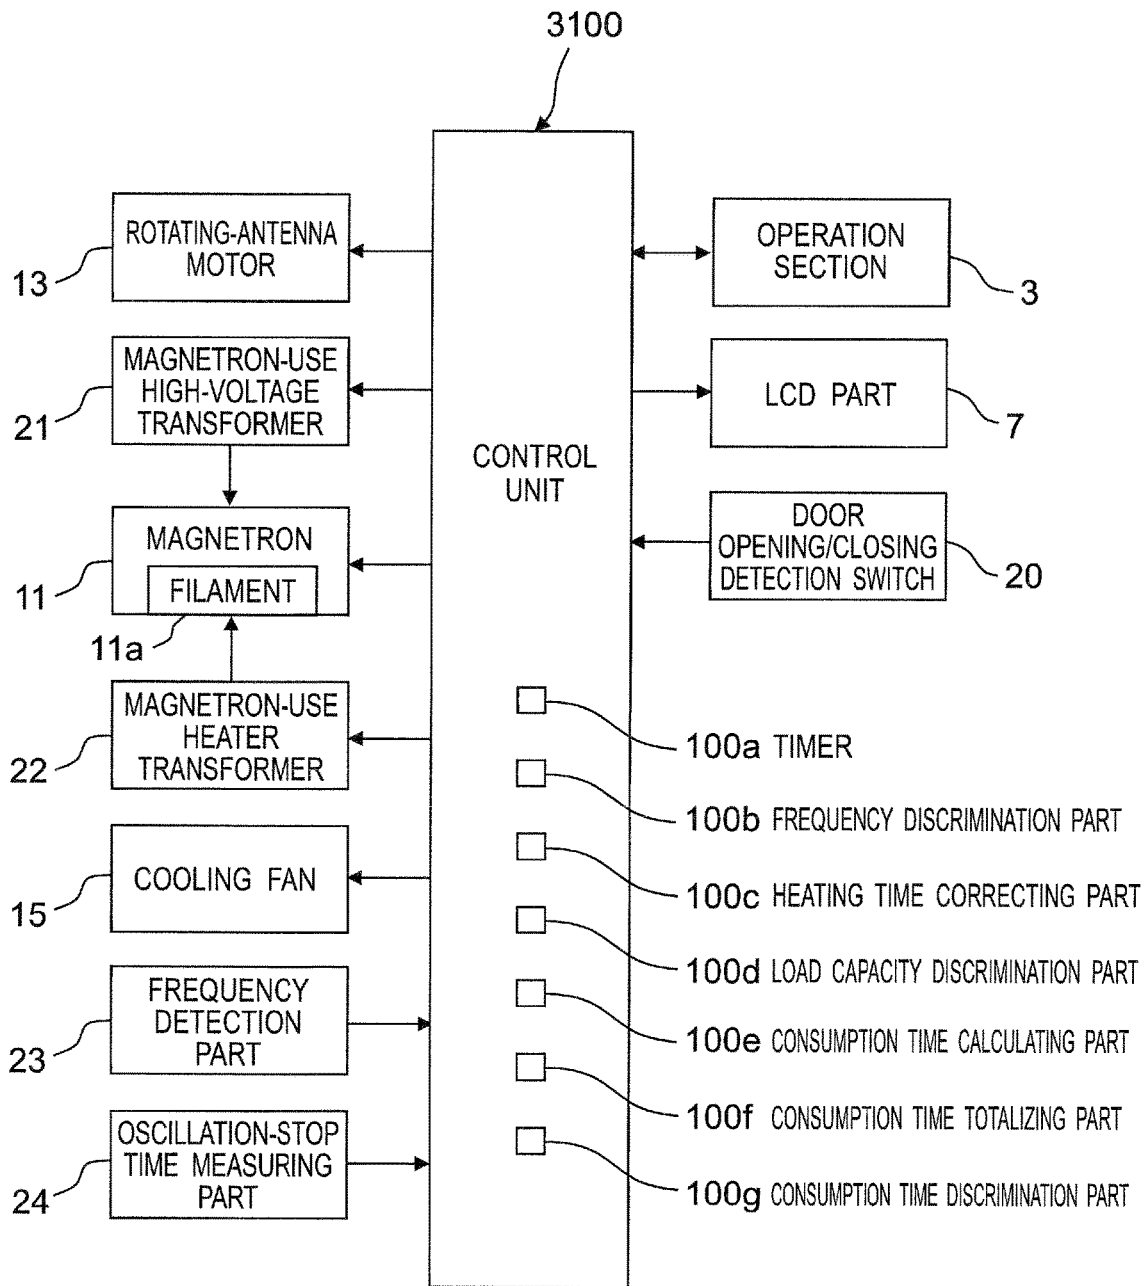 3100
ROTATING-ANTENNA
MOTOR
13
MAGNETRON-USE
HIGH-VOLTAGE
TRANSFORMER
21
MAGNETRON
FILAMENT
11
11a
MAGNETRON-USE
HEATER
TRANSFORMER
22
COOLING FAN
15
FREQUENCY
DETECTION
PART
23
OSCILLATION-STOP
TIME MEASURING
PART
24
CONTROL
UNIT
OPERATION
SECTION
3
LCD PART
7
DOOR
OPENING/CLOSING
DETECTION SWITCH
20
100a TIMER
100b FREQUENCY DISCRIMINATION PART
100c HEATING TIME CORRECTING PART
100d LOAD CAPACITY DISCRIMINATION PART
100e CONSUMPTION TIME CALCULATING PART
100f CONSUMPTION TIME TOTALIZING PART
100g CONSUMPTION TIME DISCRIMINATION PART